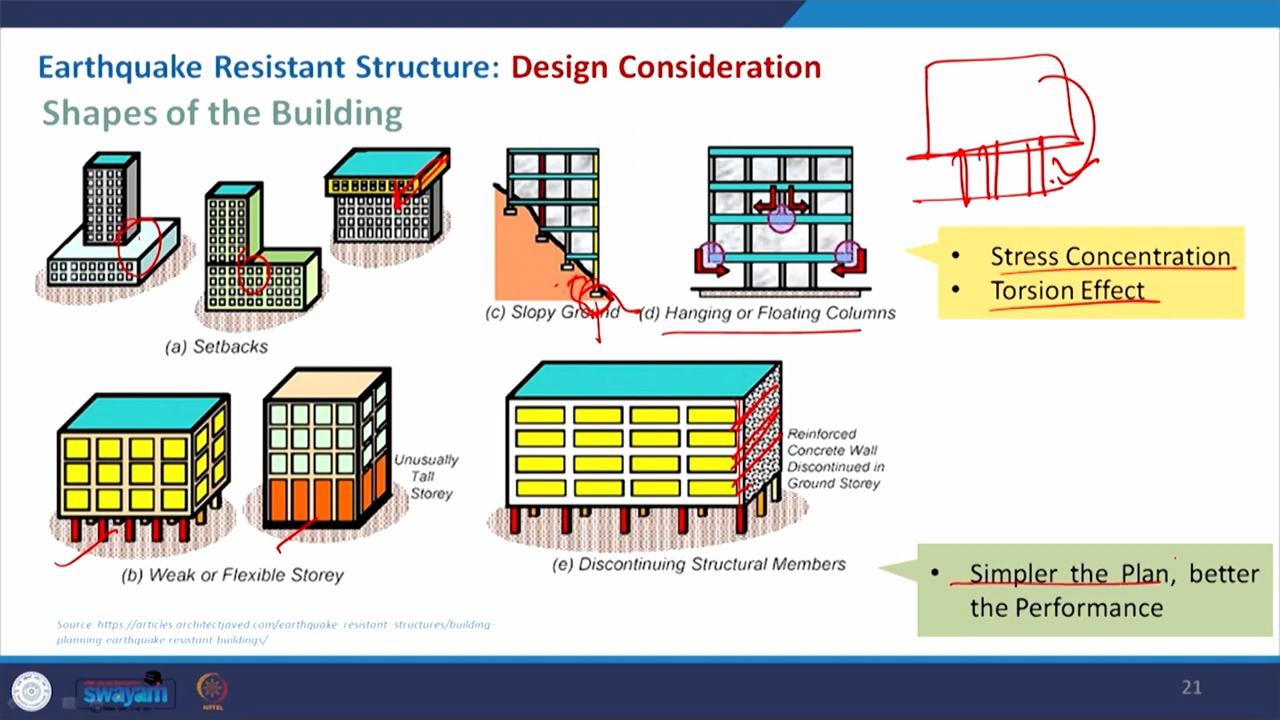 Earthquake Resistant Structure: Design Consideration
Shapes of the Building
(a) Setbacks
(c) Slopy Ground
(d) Hanging or Floating Columns
• Stress Concentration
• Torsion Effect
Unusually
Tall
Storey
(b) Weak or Flexible Storey
Reinforced
Concrete Wall
Discontinued in
Ground Storey
(e) Discontinuing Structural Members
• Simpler the Plan, better
the Performance
Source: https://articles.architectjaved.com/earthquake_resistant_structures/building-
planning-earthquake-resistant-buildings/
swayam
NPTEL
21